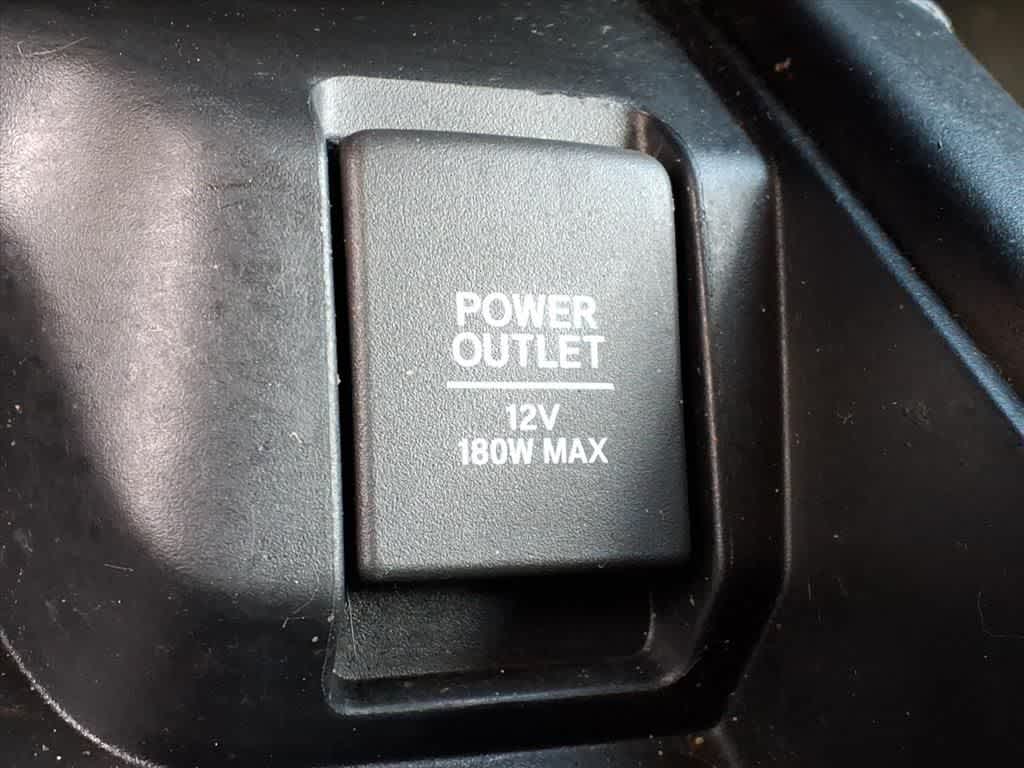 POWER
OUTLET
12V
180W MAX